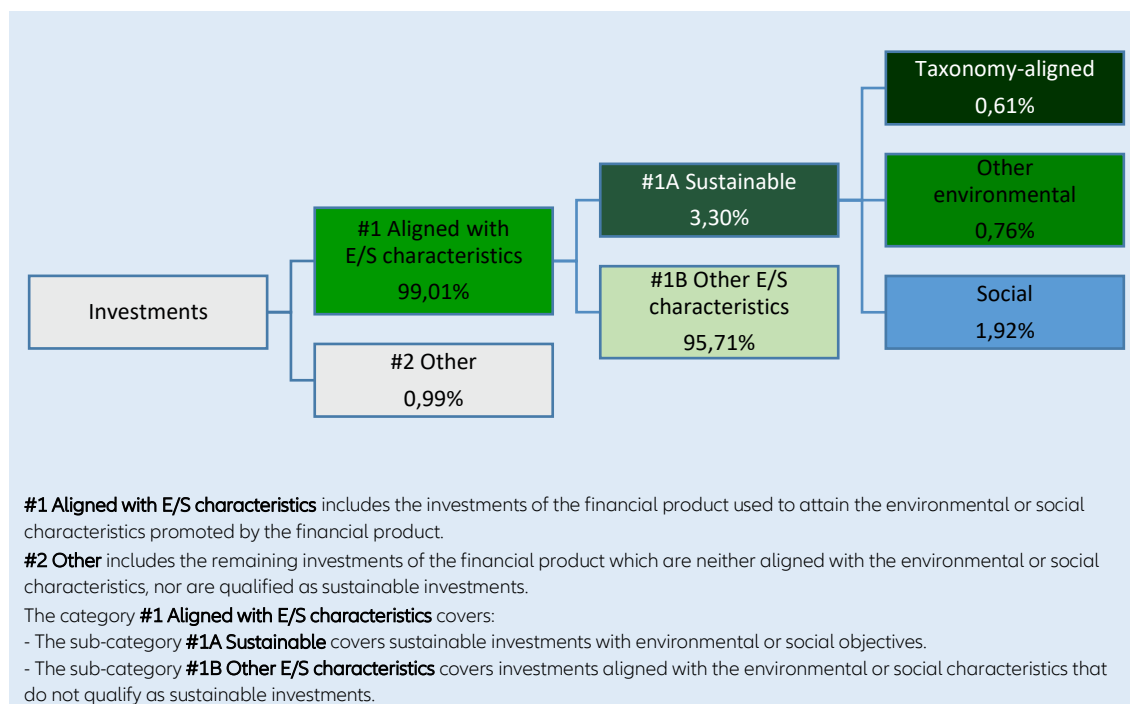 Taxonomy-aligned
0,61%
Other
environmental
0,76%
Social
1,92%
#1A Sustainable
3,30%
#1B Other E/S
characteristics
95,71%
#1 Aligned with
E/S characteristics
99,01%
#2 Other
0,99%
Investments
#1 Aligned with E/S characteristics includes the investments of the financial product used to attain the environmental or social
characteristics promoted by the financial product.
#2 Other includes the remaining investments of the financial product which are neither aligned with the environmental or social
characteristics, nor are qualified as sustainable investments.
The category #1 Aligned with E/S characteristics covers:
- The sub-category #1A Sustainable covers sustainable investments with environmental or social objectives.
- The sub-category #1B Other E/S characteristics covers investments aligned with the environmental or social characteristics that
do not qualify as sustainable investments.